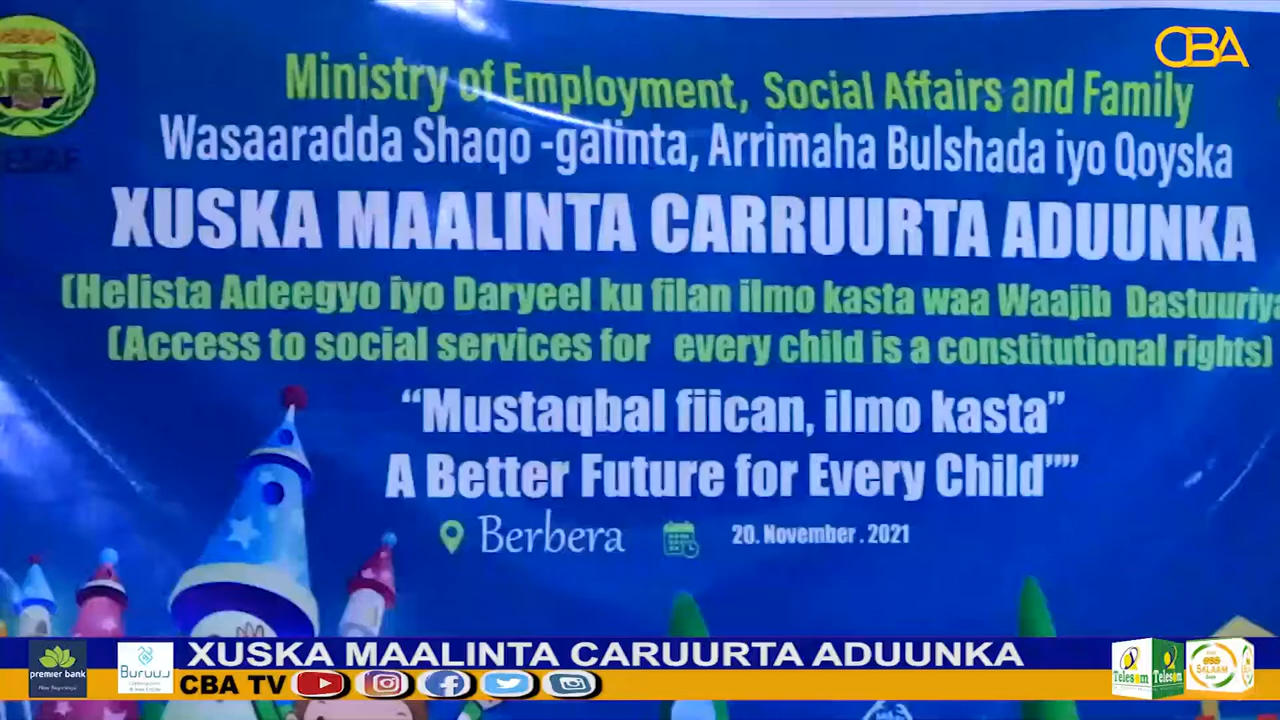 CBA
Ministry of Employment, Social Affairs and Family
Wasaaradda Shaqo -galinta, Arrimaha Bulshada iyo Qoyska
XUSKA MAALINTA CARRUURTA ADUUNKA
(Helista Adeegyo iyo Daryeel ku filan ilmo kasta waa Waajib
(Access to social services for every child is a constitutional rights)
“Mustaqbal fiican, ilmo kasta”
A Better Future for Every Child””
Berbera 20. November . 2021
premier bank
Buruuj
XUSKA MAALINTA CARUURTA ADUUNKA
CBA TV
Telesom Telesom
SALAAM